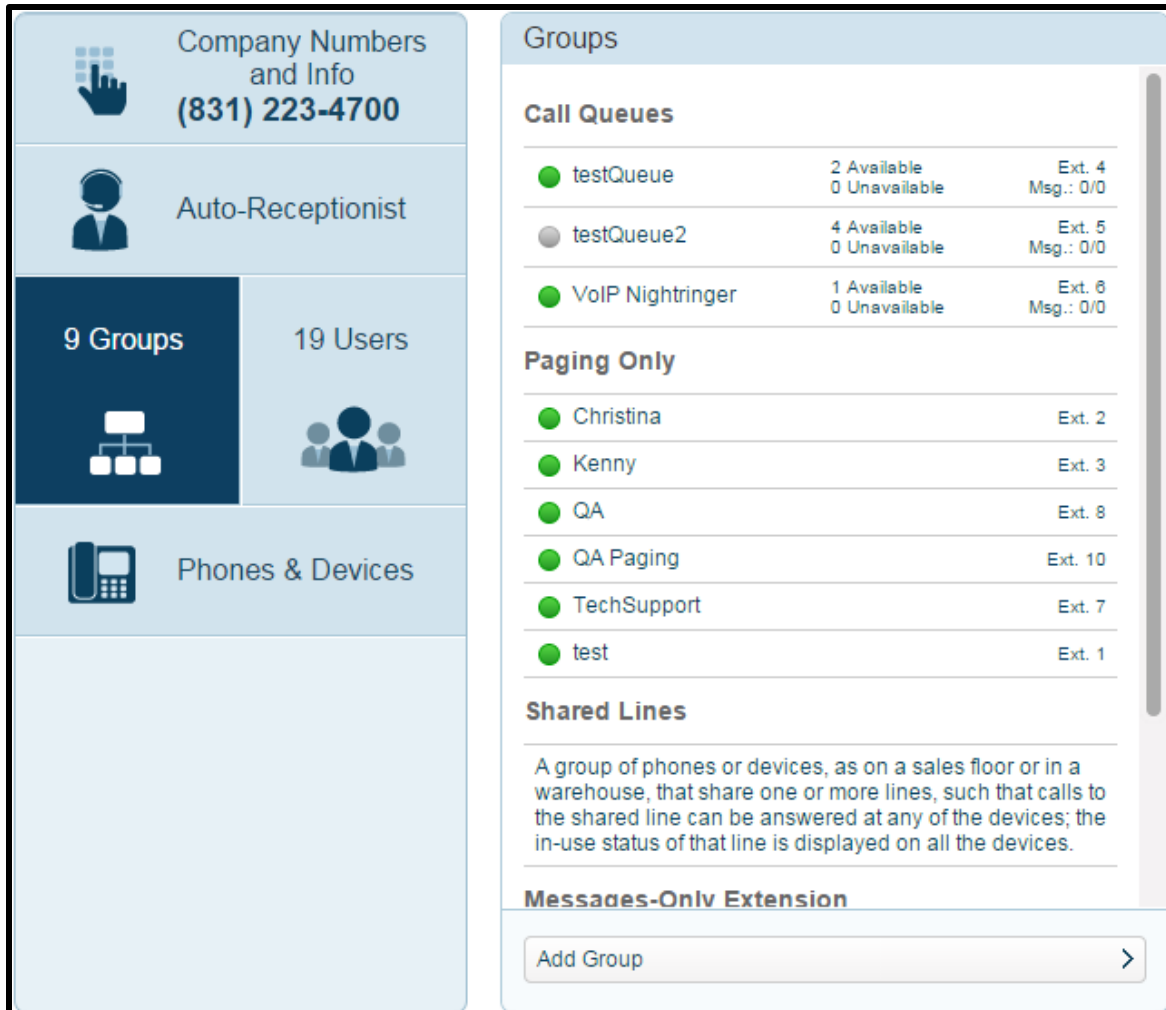 Company Numbers
and Info
(831) 223-4700
Auto-Receptionist
9 Groups
19 Users
Phones & Devices
Groups
Call Queues
testQueue 2 Available Ext. 4
0 Unavailable Msg.: 0/0
testQueue2 4 Available Ext. 5
0 Unavailable Msg.: 0/0
VoIP Nightringer 1 Available Ext. 6
0 Unavailable Msg.: 0/0
Paging Only
Christina Ext. 2
Kenny Ext. 3
QA Ext. 8
QA Paging Ext. 10
TechSupport Ext. 7
test Ext. 1
Shared Lines
A group of phones or devices, as on a sales floor or in a
warehouse, that share one or more lines, such that calls to
the shared line can be answered at any of the devices; the
in-use status of that line is displayed on all the devices.
Messages-Only Extension
Add Group